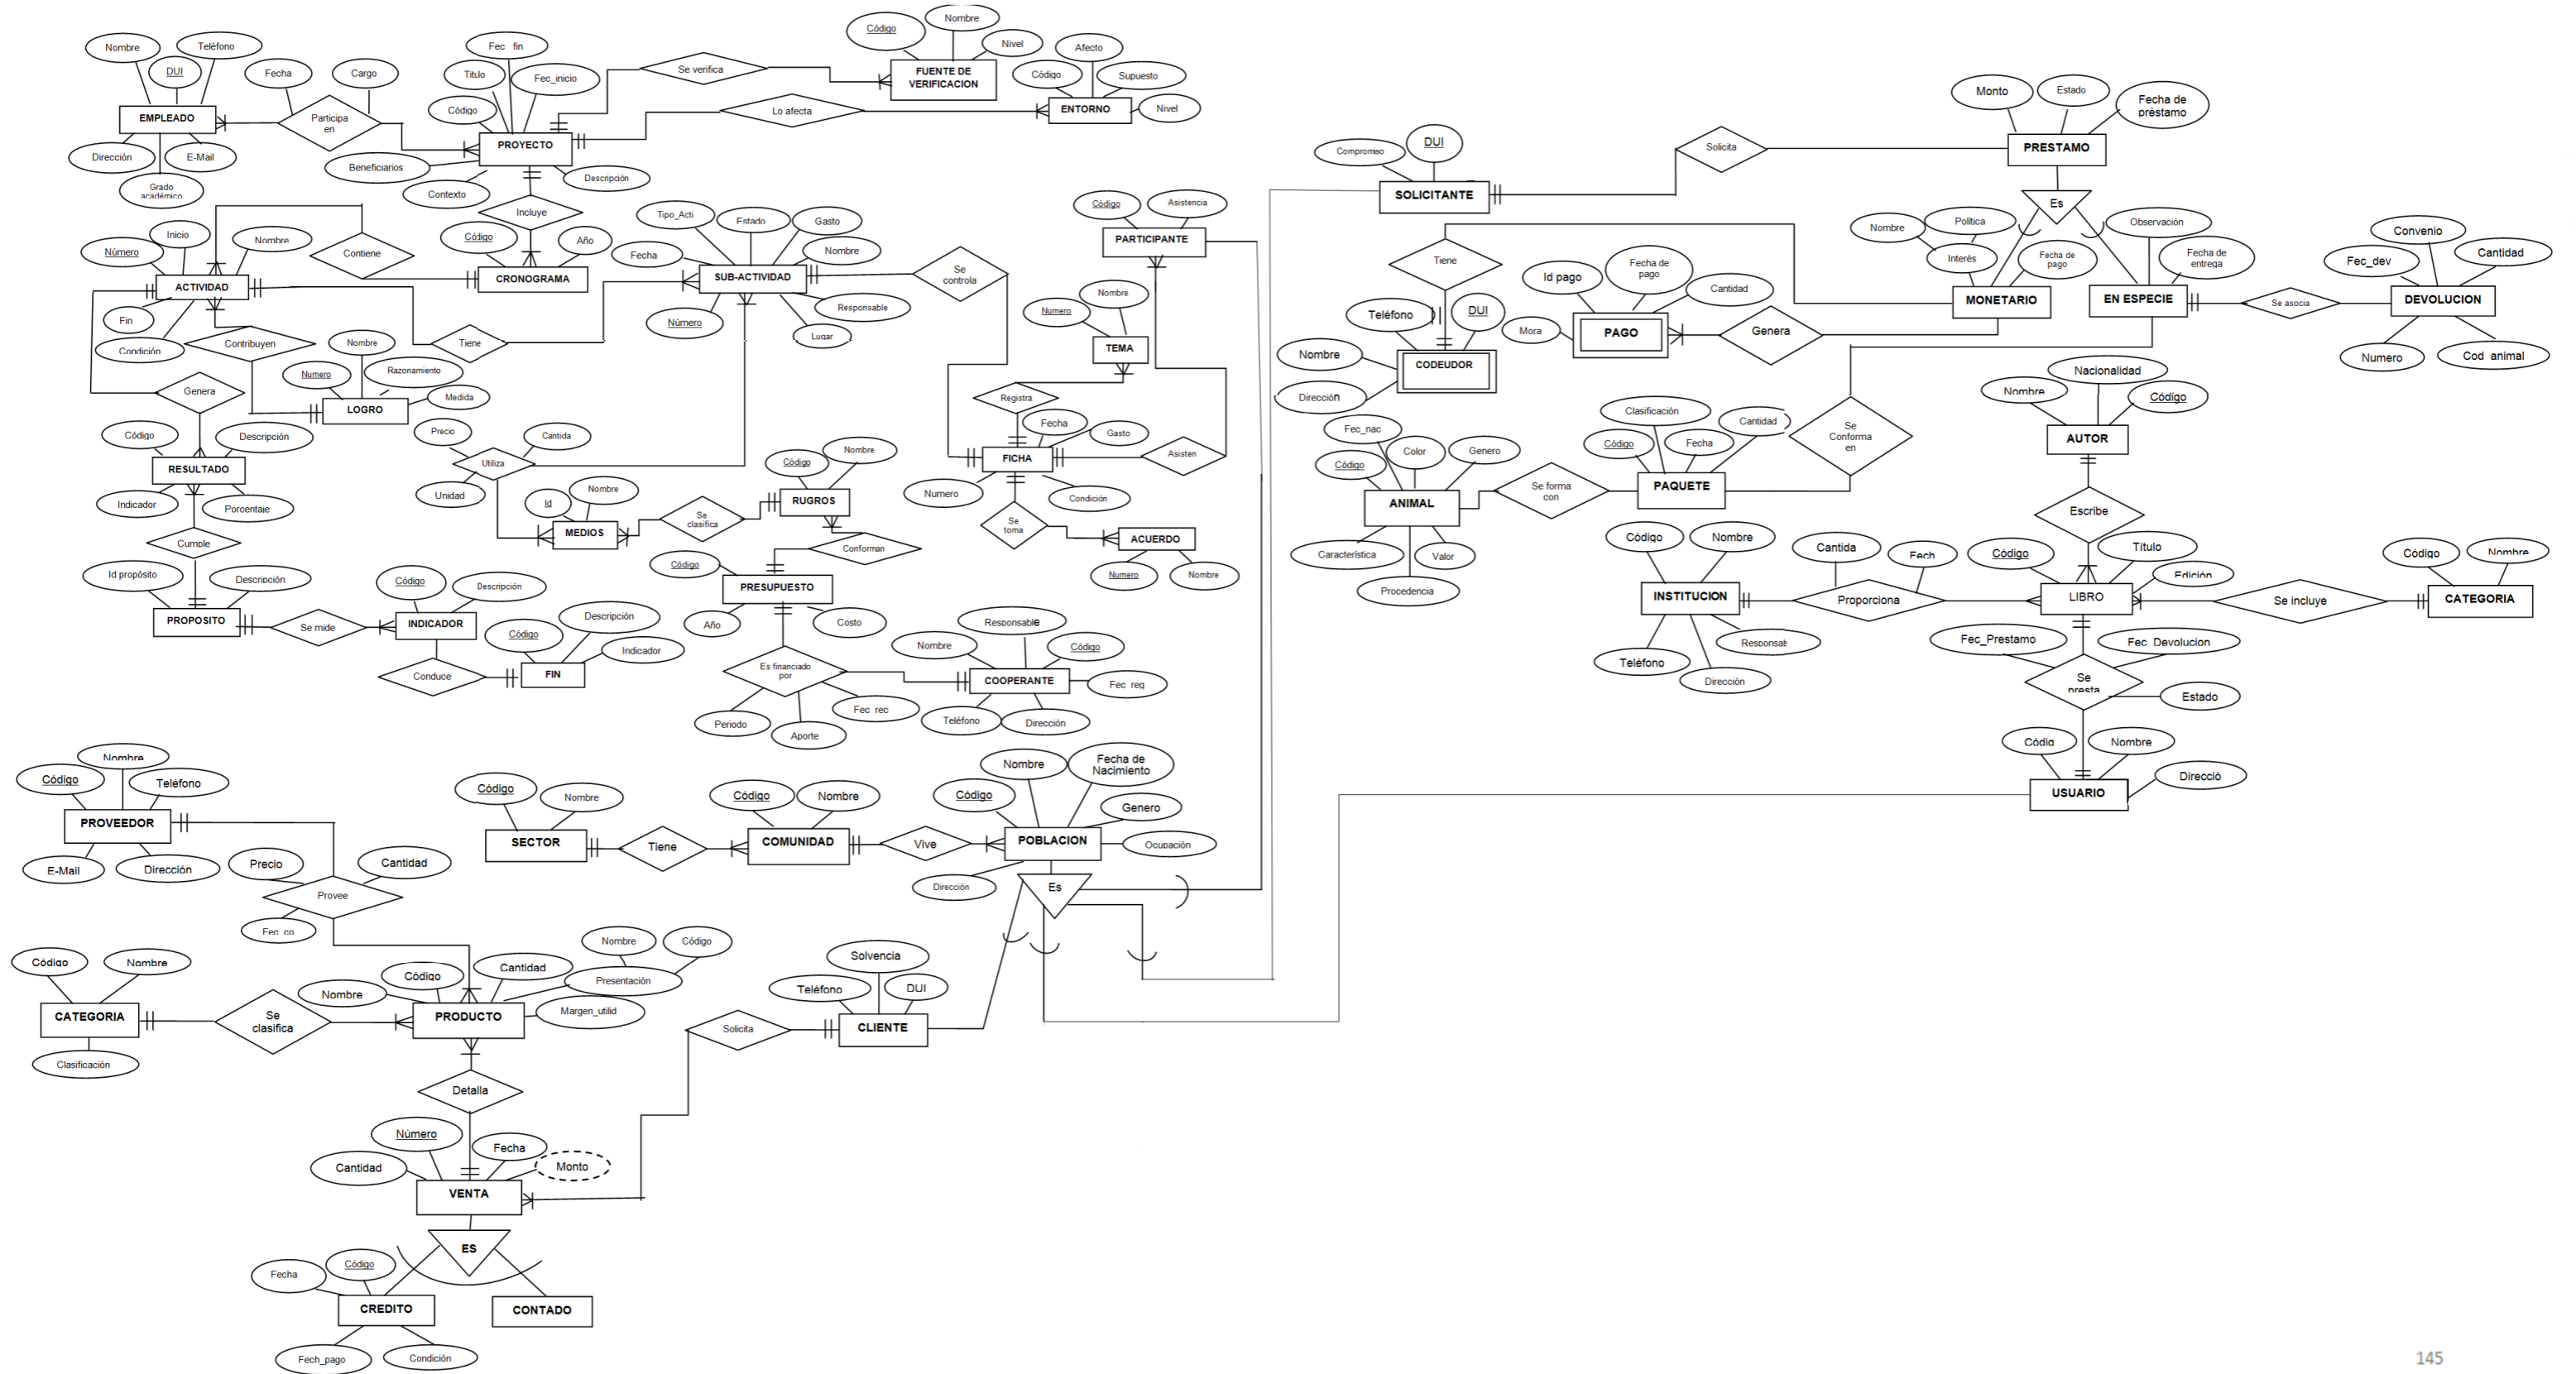 Nombre
Teléfono
DUI
Fecha
Cargo
EMPLEADO
Participa
en
Dirección
E-Mail
Grado
académico
Fec_fin
Titulo
Fec_inicio
Código
PROYECTO
Beneficiarios
Contexto
Descripción
Se verifica
Código
Nombre
Nivel
FUENTE DE
VERIFICACION
Lo afecta
Afecto
Código
Supuesto
ENTORNO
Nivel
Incluye
Código
Año
CRONOGRAMA
Contiene
Inicio
Número
Nombre
ACTIVIDAD
Fin
Condición
Contribuyen
Nombre
Numero
Razonamiento
Medida
LOGRO
Genera
Tiene
Tipo_Acti
Estado
Gasto
Fecha
Nombre
SUB-ACTIVIDAD
Responsable
Número
Lugar
Se
controla
Código
Asistencia
PARTICIPANTE
Nombre
Numero
TEMA
Registra
Fecha
Gasto
FICHA
Asisten
Numero
Condición
Se
toma
ACUERDO
Numero
Nombre
Código
Descripción
RESULTADO
Indicador
Porcentaje
Cumple
Id propósito
Descripción
PROPOSITO
Se mide
Código
Descripción
INDICADOR
Conduce
Código
Descripción
Indicador
FIN
Precio
Cantida
Utiliza
Unidad
Id
Nombre
MEDIOS
Se
clasifica
Código
Nombre
RUGROS
Conforman
Código
PRESUPUESTO
Año
Costo
Es financiado
por
Periodo
Aporte
Fec_rec
Responsable
Nombre
Código
COOPERANTE
Fec_reg
Teléfono
Dirección
Nombre
Código
Teléfono
PROVEEDOR
E-Mail
Dirección
Precio
Cantidad
Provee
Fec_co
Código
Nombre
SECTOR
Tiene
Código
Nombre
COMUNIDAD
Vive
Nombre
Fecha de
Nacimiento
Código
Genero
POBLACION
Ocupación
Dirección
Es
Código
Nombre
CATEGORIA
Clasificación
Se
clasifica
Nombre
Código
Cantidad
Nombre
Código
Presentación
Margen_utilid
PRODUCTO
Detalla
Solvencia
Teléfono
DUI
CLIENTE
Solicita
Número
Fecha
Cantidad
Monto
VENTA
ES
Fecha
Código
CREDITO
CONTADO
Fech_pago
Condición
Compromiso
DUI
SOLICITANTE
Solicita
Monto
Estado
Fecha de
préstamo
PRESTAMO
Es
Nombre
Política
Interés
Fecha de
pago
MONETARIO
Observación
Fecha de
entrega
EN ESPECIE
Se asocia
Convenio
Fec_dev
Cantidad
DEVOLUCION
Numero
Cod_animal
Tiene
Teléfono
DUI
Nombre
CODEUDOR
Dirección
Id pago
Fecha de
pago
Cantidad
Mora
PAGO
Genera
Fec_nac
Código
Color
Genero
ANIMAL
Característica
Valor
Procedencia
Se forma
con
Clasificación
Código
Fecha
Cantidad
PAQUETE
Se
Conforma
en
Nacionalidad
Nombre
Código
AUTOR
Escribe
Código
Nombre
INSTITUCION
Teléfono
Responsab
Dirección
Cantida
Fech
Proporciona
Código
Título
Edición
LIBRO
Se incluye
Código
Nombre
CATEGORIA
Fec_Prestamo
Fec_Devolucion
Se
presta
Estado
Códig
Nombre
Direcció
USUARIO
145